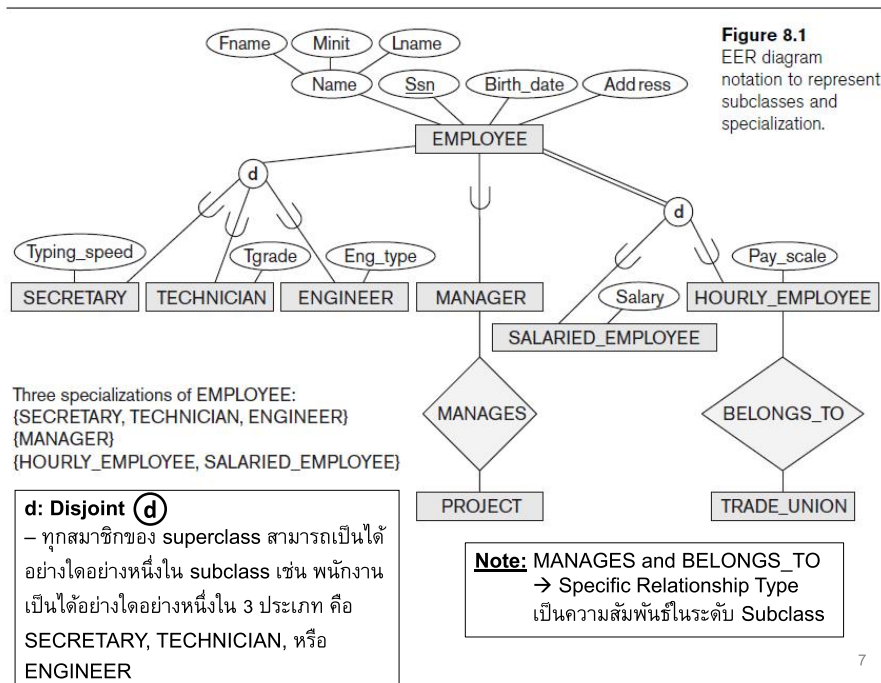 Figure 8.1
EER diagram
notation to represent
subclasses and
specialization.
Fname Minit Lname
Name Ssn Birth_date Address
EMPLOYEE
d
d
Typing_speed Tgrade Eng_type Pay_scale
Salary
SECRETARY TECHNICIAN ENGINEER MANAGER HOURLY_EMPLOYEE
SALARIED_EMPLOYEE
Three specializations of EMPLOYEE:
{SECRETARY, TECHNICIAN, ENGINEER}
{MANAGER}
{HOURLY_EMPLOYEE, SALARIED_EMPLOYEE}
MANAGES BELONGS_TO
PROJECT TRADE_UNION
d: Disjoint d
– ทุกสมาชิกของ superclass สามารถเป็นได้
อย่างใดอย่างหนึ่งใน subclass เช่น พนักงาน
เป็นได้อย่างใดอย่างหนึ่งใน 3 ประเภท คือ
SECRETARY, TECHNICIAN, หรือ
ENGINEER
Note: MANAGES and BELONGS_TO
→ Specific Relationship Type
เป็นความสัมพันธ์ในระดับ Subclass
7